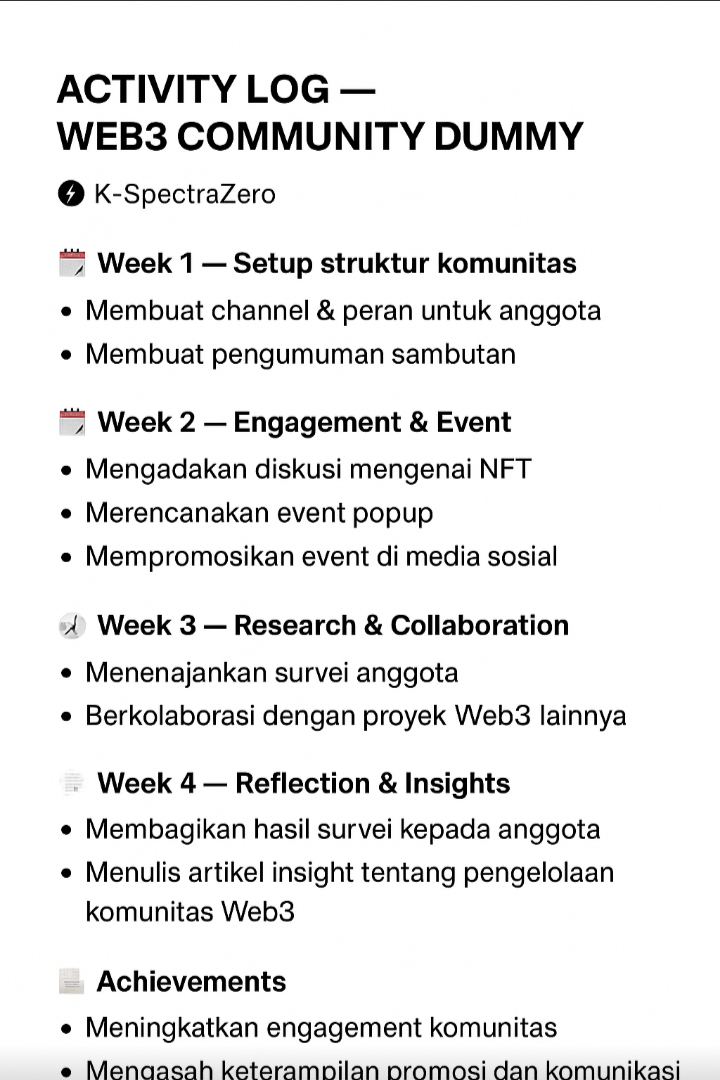 ACTIVITY LOG —
WEB3 COMMUNITY DUMMY
K-SpectraZero
Week 1 — Setup struktur komunitas
• Membuat channel & peran untuk anggota
• Membuat pengumuman sambutan
Week 2 — Engagement & Event
• Mengadakan diskusi mengenai NFT
• Merencanakan event popup
• Mempromosikan event di media sosial
Week 3 — Research & Collaboration
• Menenajankan survei anggota
• Berkolaborasi dengan proyek Web3 lainnya
Week 4 — Reflection & Insights
• Membagikan hasil survei kepada anggota
• Menulis artikel insight tentang pengelolaan
komunitas Web3
Achievements
• Meningkatkan engagement komunitas
• Mengasah keterampilan promosi dan komunikasi